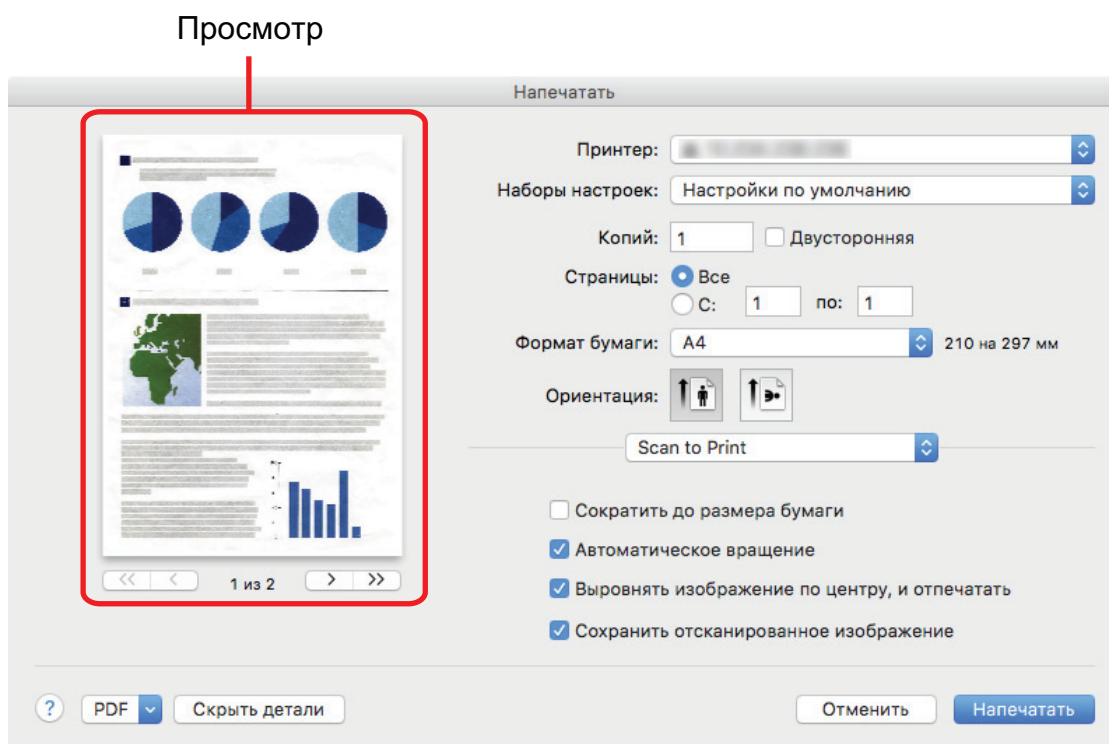 Просмотр
Напечатать
Принтер:
Наборы настроек: Настройки по умолчанию
Копий: 1 Двусторонняя
Страницы: Все
С: 1 по: 1
Формат бумаги: A4 210 на 297 мм
Ориентация:
Scan to Print
Сократить до размера бумаги
Автоматическое вращение
Выровнять изображение по центру, и отпечатать
Сохранить отсканированное изображение
<< < 1 из 2 > >>
? PDF Скрыть детали Отменить Напечатать